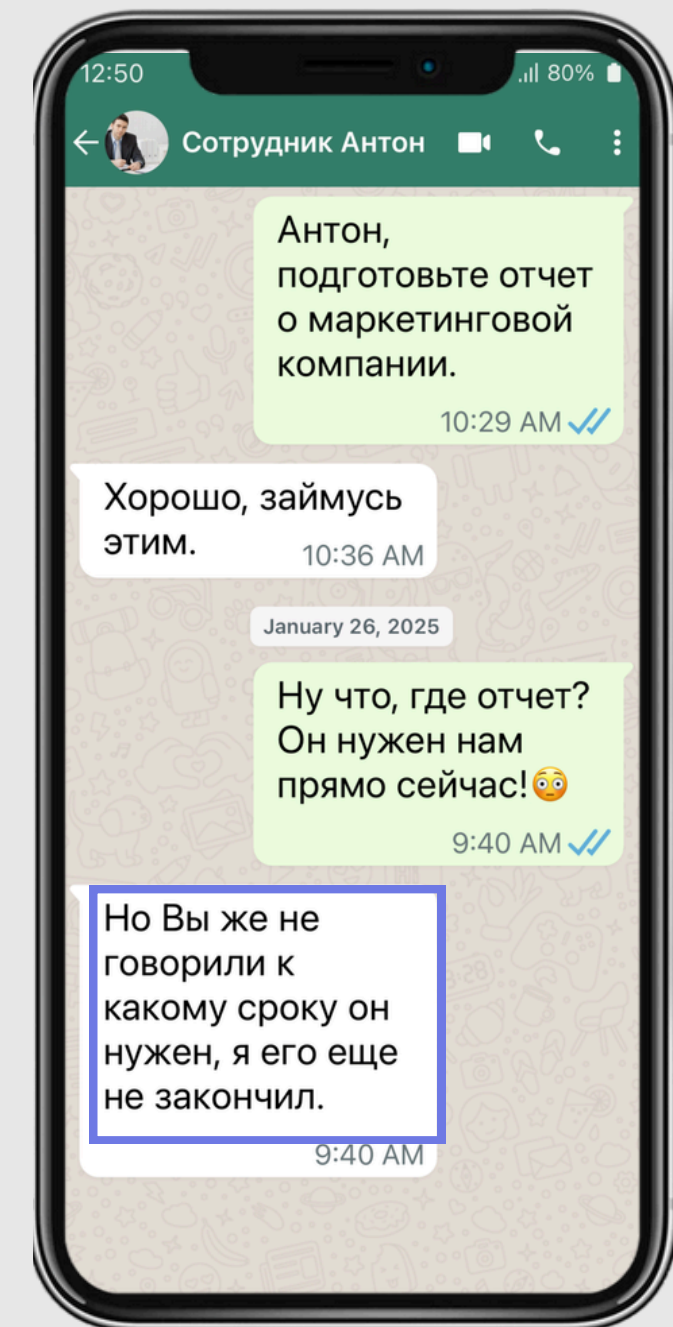 12:50
80%
Сотрудник Антон
Антон,
подготовьте отчет
о маркетинговой
компании.
10:29 AM
Хорошо, займусь
этим.
10:36 AM
January 26, 2025
Ну что, где отчет?
Он нужен нам
прямо сейчас!😳
9:40 AM
Но Вы же не
говорили к
какому сроку он
нужен, я его еще
не закончил.
9:40 AM